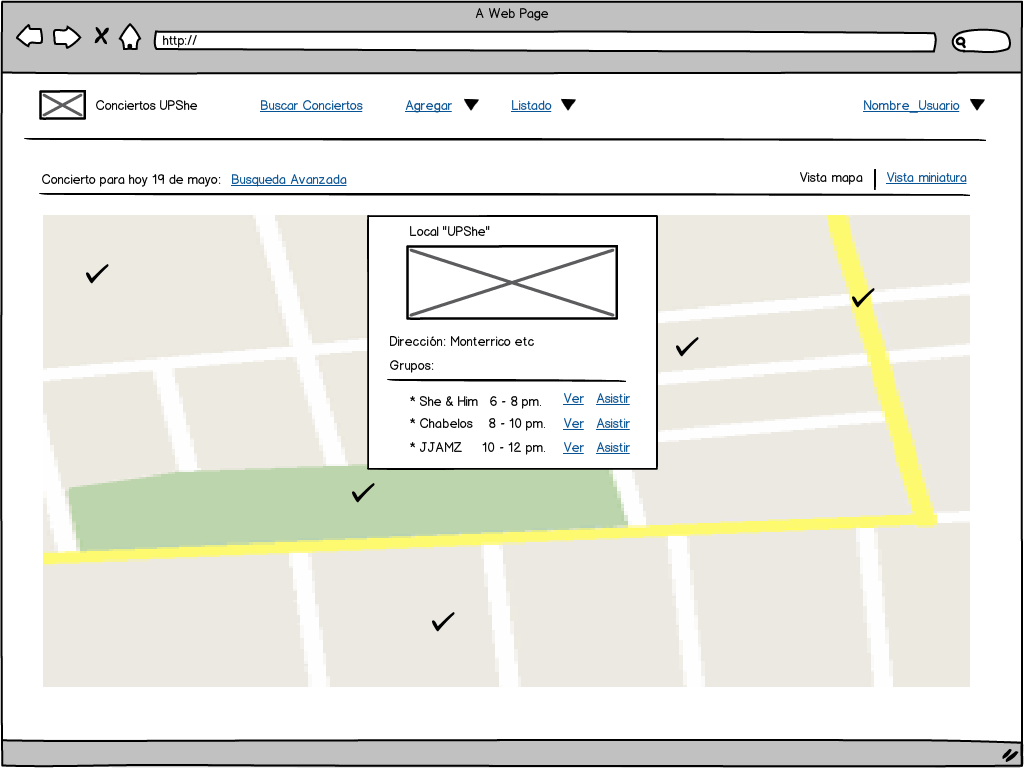 A Web Page
http://
Conciertos UPShe Buscar Conciertos Agregar Listado Nombre_Usuario
Concierto para hoy 19 de mayo: Busqueda Avanzada Vista mapa Vista miniatura
Local "UPShe"
Dirección: Monterrico etc
Grupos:
* She & Him 6 - 8 pm. Ver Asistir
* Chabelos 8 - 10 pm. Ver Asistir
* JJAMZ 10 - 12 pm. Ver Asistir